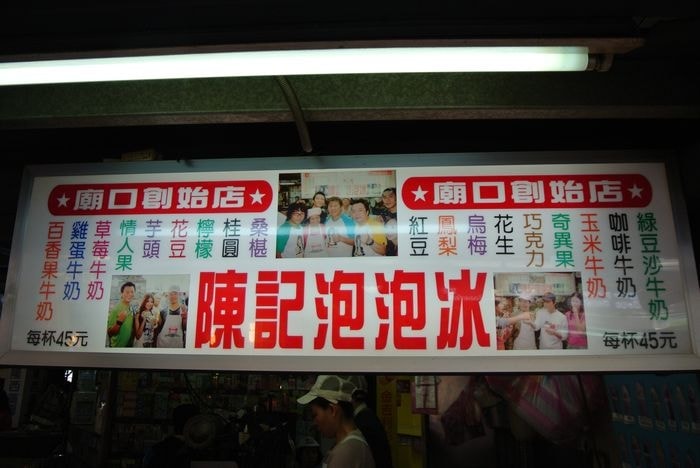 ★廟口創始店★
★廟口創始店★
桑椹
桂圓
檸檬
花豆
芋頭
情人果
草莓牛奶
雞蛋牛奶
百香果牛奶
每杯45元
綠豆沙牛奶
咖啡牛奶
玉米牛奶
奇異果
巧克力
花生
烏梅
鳳梨
紅豆
每杯45元
陳記泡泡冰